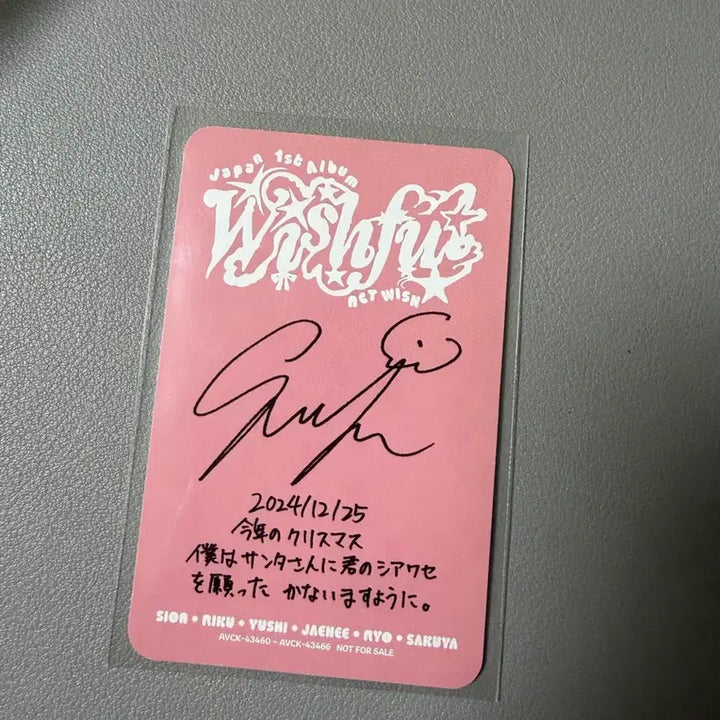 Japan 1st Album
Wishful
NCT WISH
2024/12/25
今年のクリスマス
僕はサンタさんに君のシアワセ
を願った かないますように。
SION • RIKU • YUSHI • JAEHEE • RYO • SAKUYA
AVCK-43460 ~ AVCK-43466 NOT FOR SALE